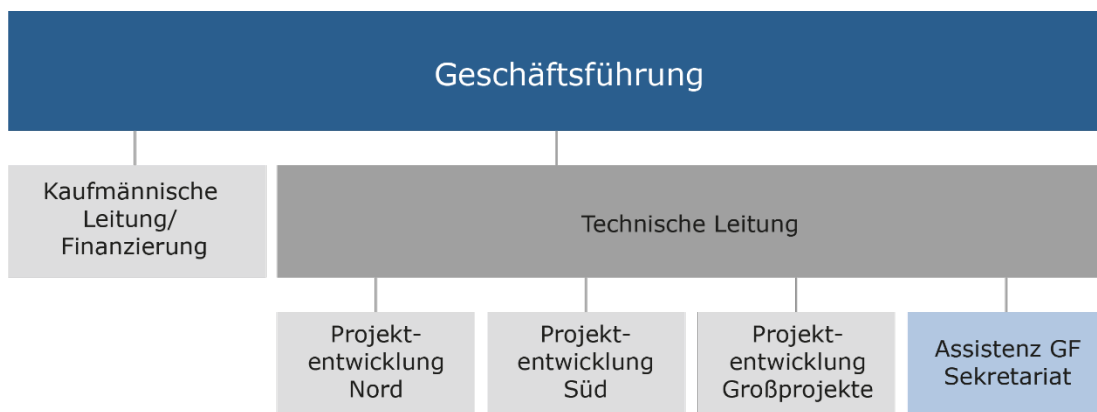 Geschäftsführung
Kaufmännische
Leitung/
Finanzierung
Technische Leitung
Projekt-
entwicklung
Nord
Projekt-
entwicklung
Süd
Projekt-
entwicklung
Großprojekte
Assistenz GF
Sekretariat